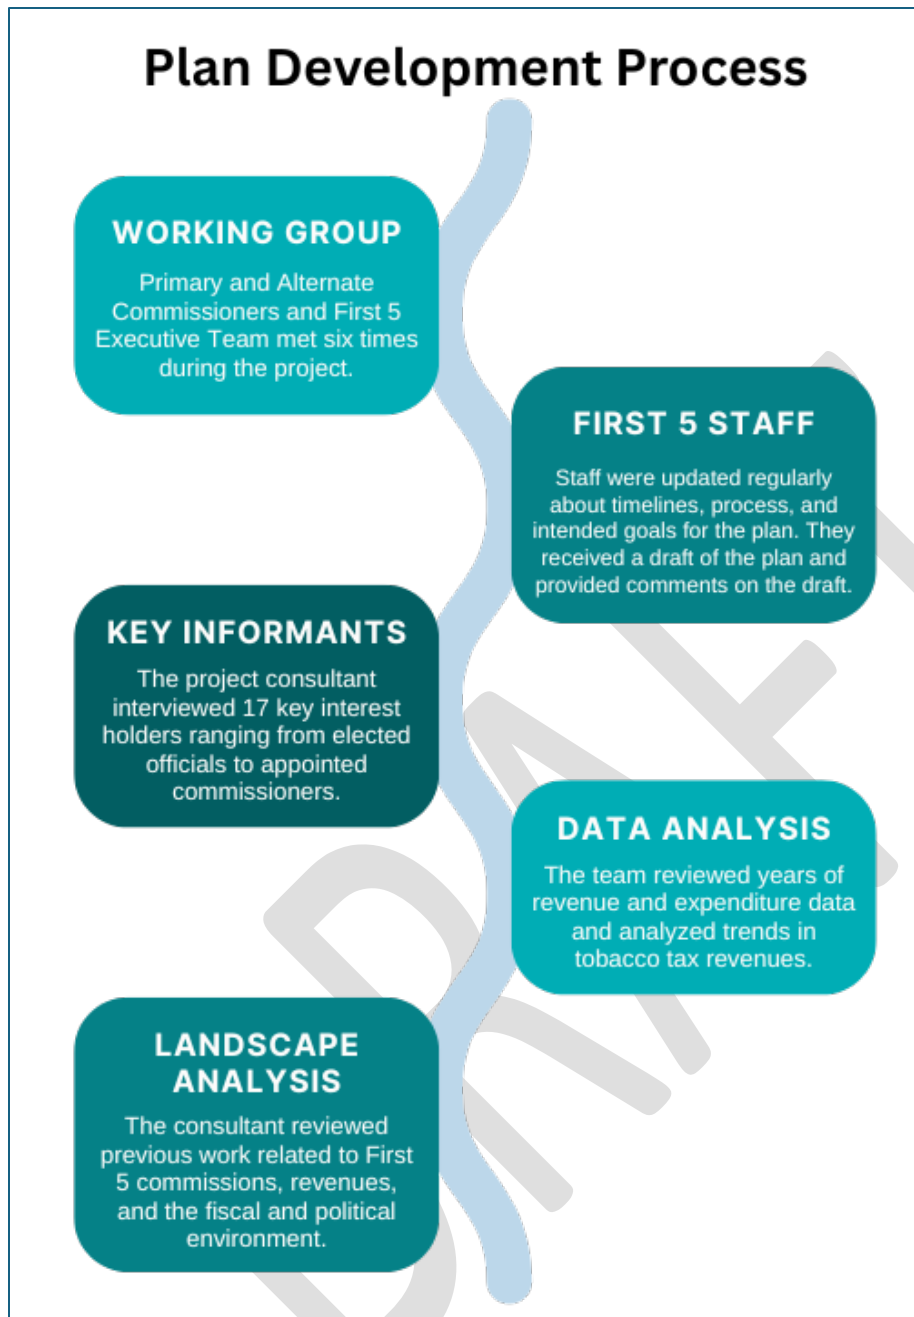 Plan Development Process
WORKING GROUP
Primary and Alternate
Commissioners and First 5
Executive Team met six times
during the project.
FIRST 5 STAFF
Staff were updated regularly
about timelines, process, and
intended goals for the plan. They
received a draft of the plan and
provided comments on the draft.
KEY INFORMANTS
The project consultant
interviewed 17 key interest
holders ranging from elected
officials to appointed
commissioners.
DATA ANALYSIS
The team reviewed years of
revenue and expenditure data
and analyzed trends in
tobacco tax revenues.
LANDSCAPE
ANALYSIS
The consultant reviewed
previous work related to First
5 commissions, revenues,
and the fiscal and political
environment.
DRAFT